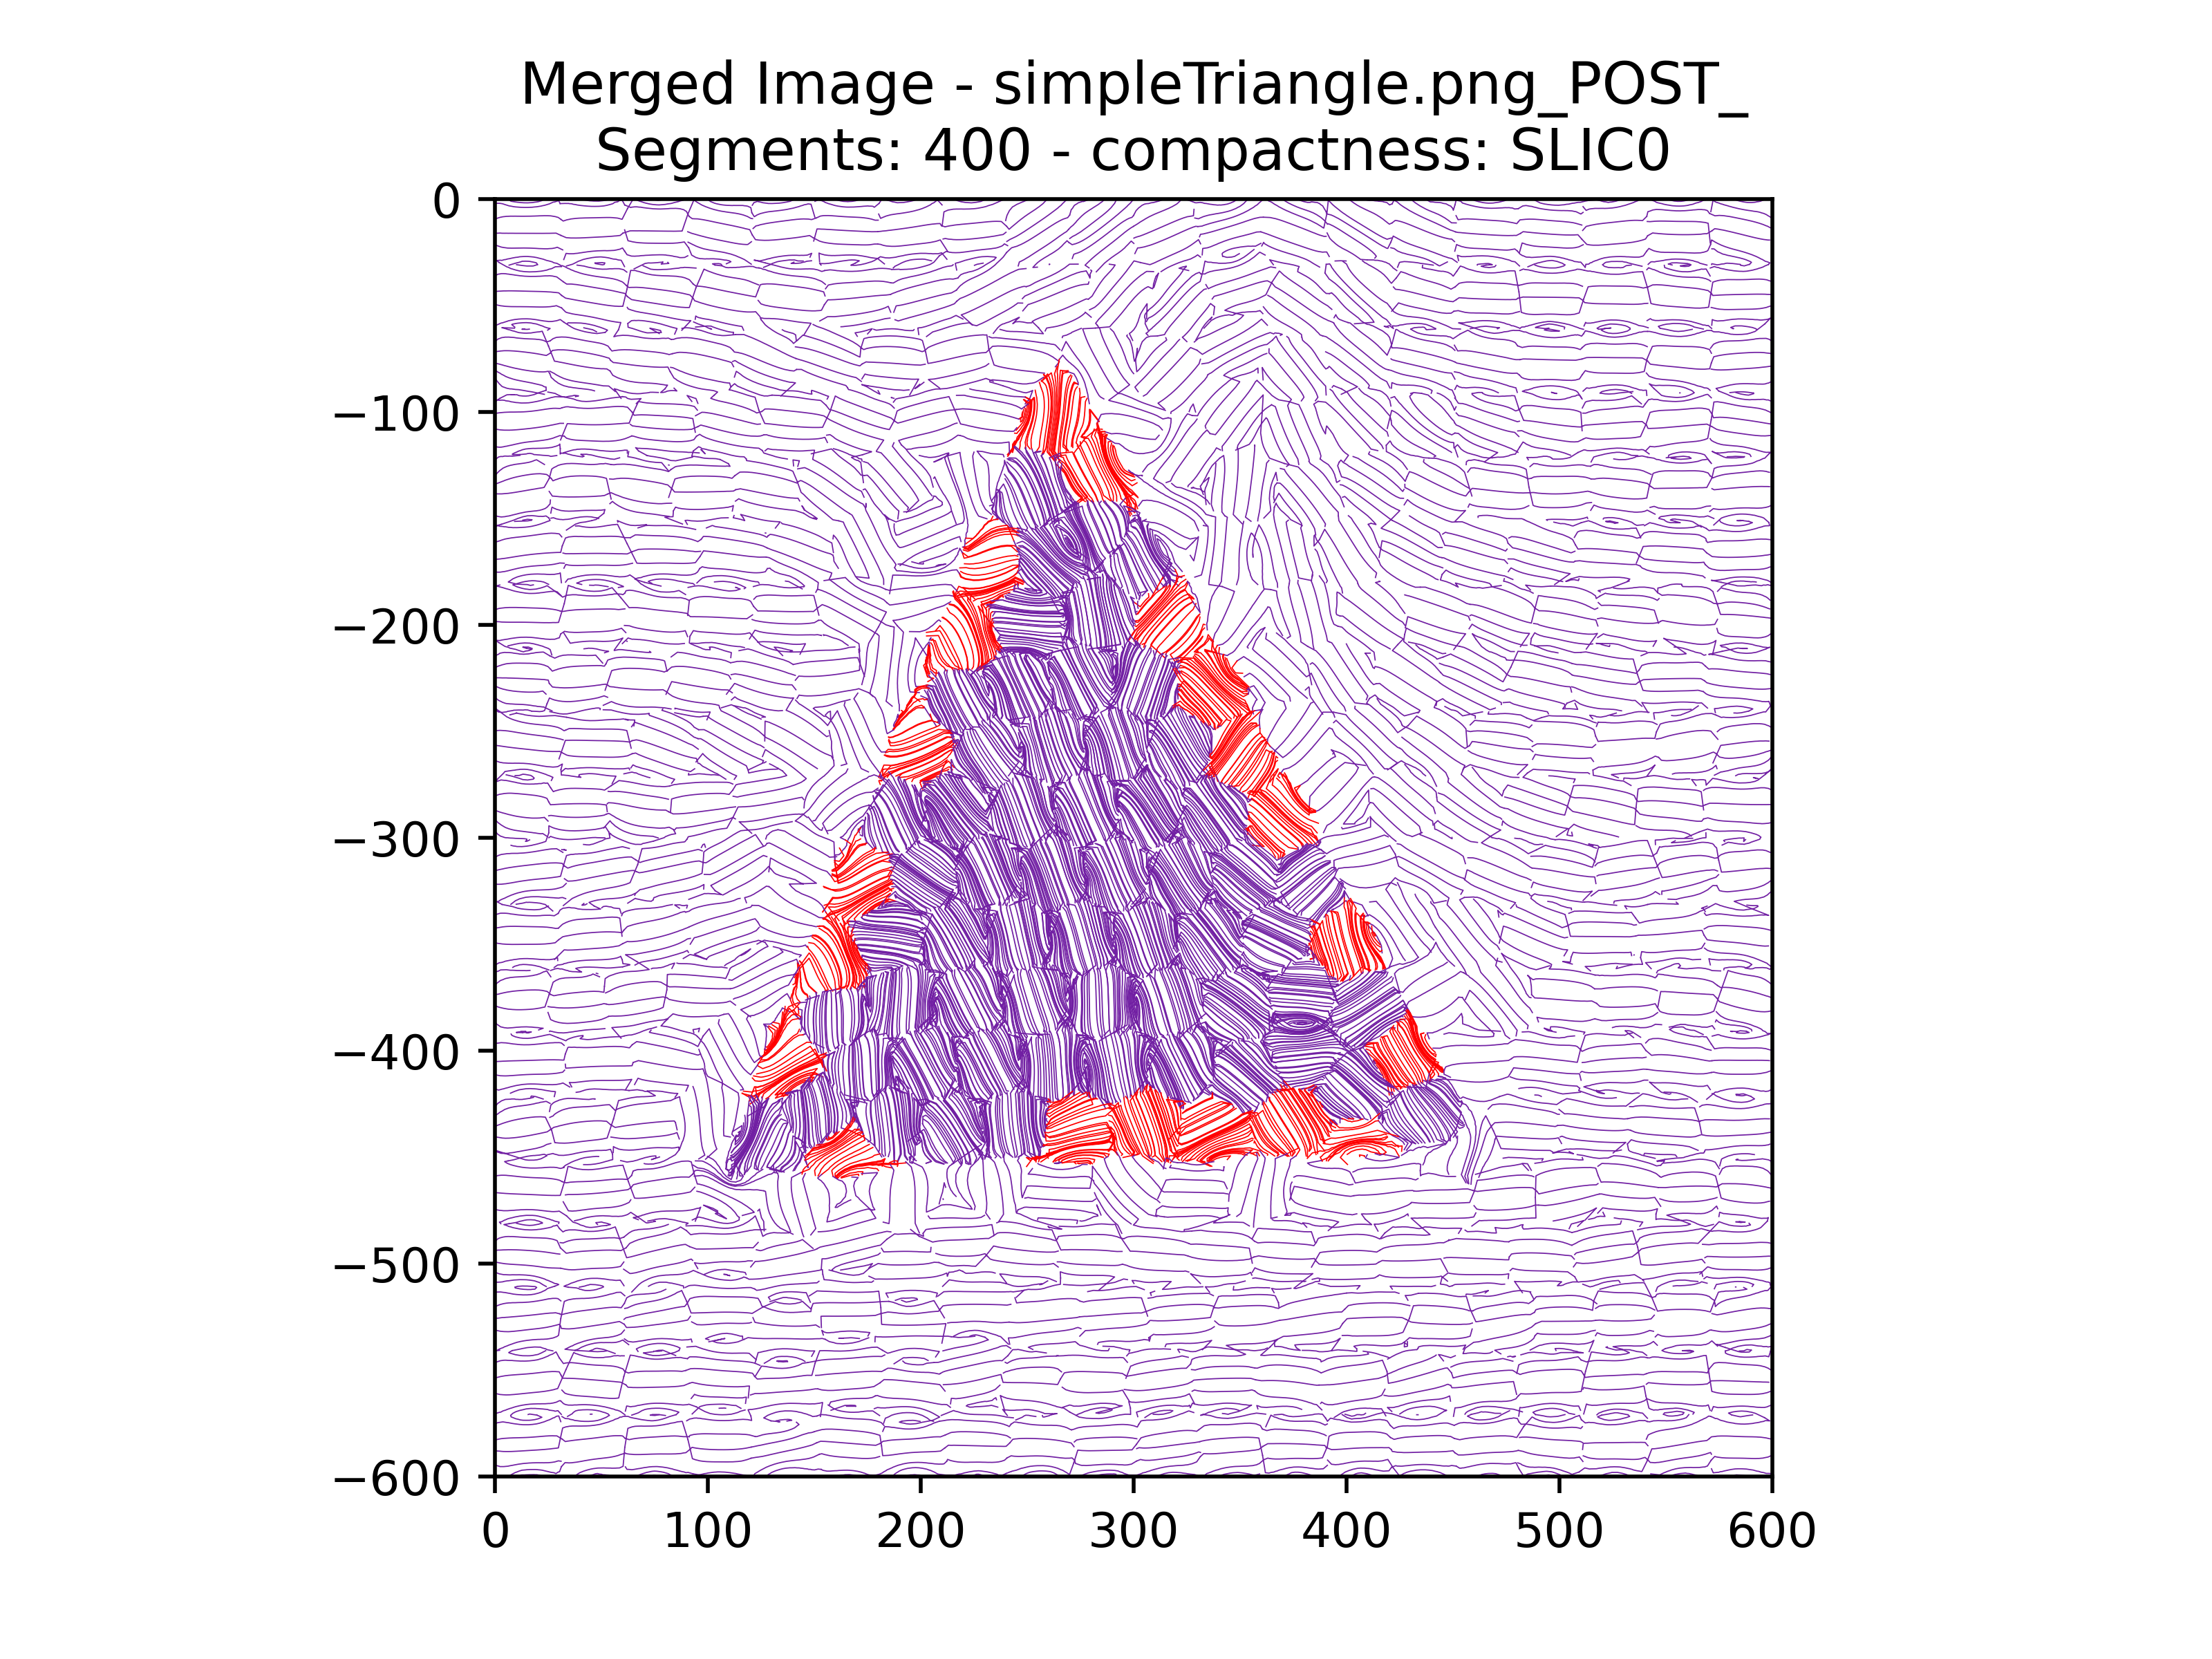 Merged Image - simpleTriangle.png_POST_
Segments: 400 - compactness: SLIC0
0
−100
−200
−300
−400
−500
−600
0 100 200 300 400 500 600